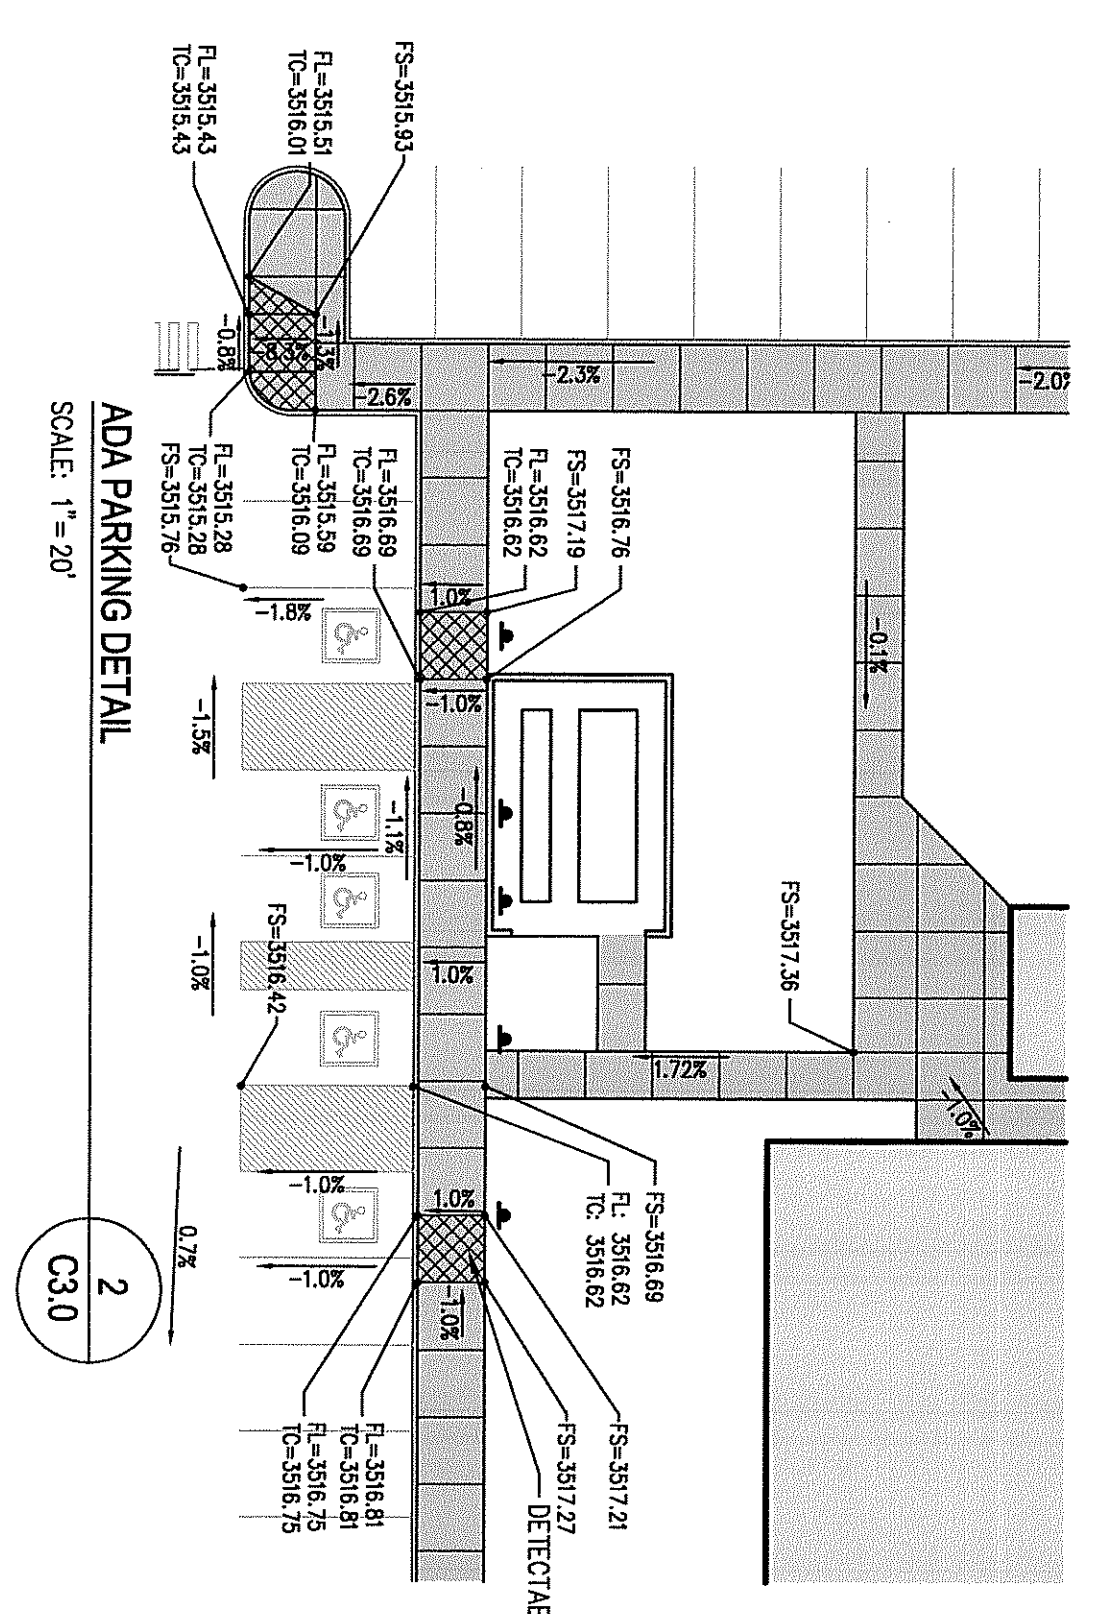 FS=3515.93
FL=3515.51
TC=3516.01
FL=3515.43
TC=3515.43
-1.3%
-8.3%
-0.8%
-2.6%
-2.3%
-2.0%
FS=3516.76
FS=3517.19
FL=3516.62
TC=3516.62
FL=3516.69
TC=3516.69
FL=3515.59
TC=3516.09
FL=3515.28
TC=3515.28
FS=3515.76
1.0%
-1.8%
-1.0%
-1.5%
-0.1%
-0.8%
-1.1%
-1.0%
FS=3517.36
FS=3516.42
-1.0%
1.0%
1.72%
-1.0%
FS=3516.69
FL: 3516.62
TC: 3516.62
1.0%
-1.0%
-1.0%
-1.0%
0.7%
FS=3517.21
FS=3517.27
DETECTAB
FL=3516.81
TC=3516.81
FL=3516.75
TC=3516.75
ADA PARKING DETAIL
SCALE: 1"= 20'
2
C3.0